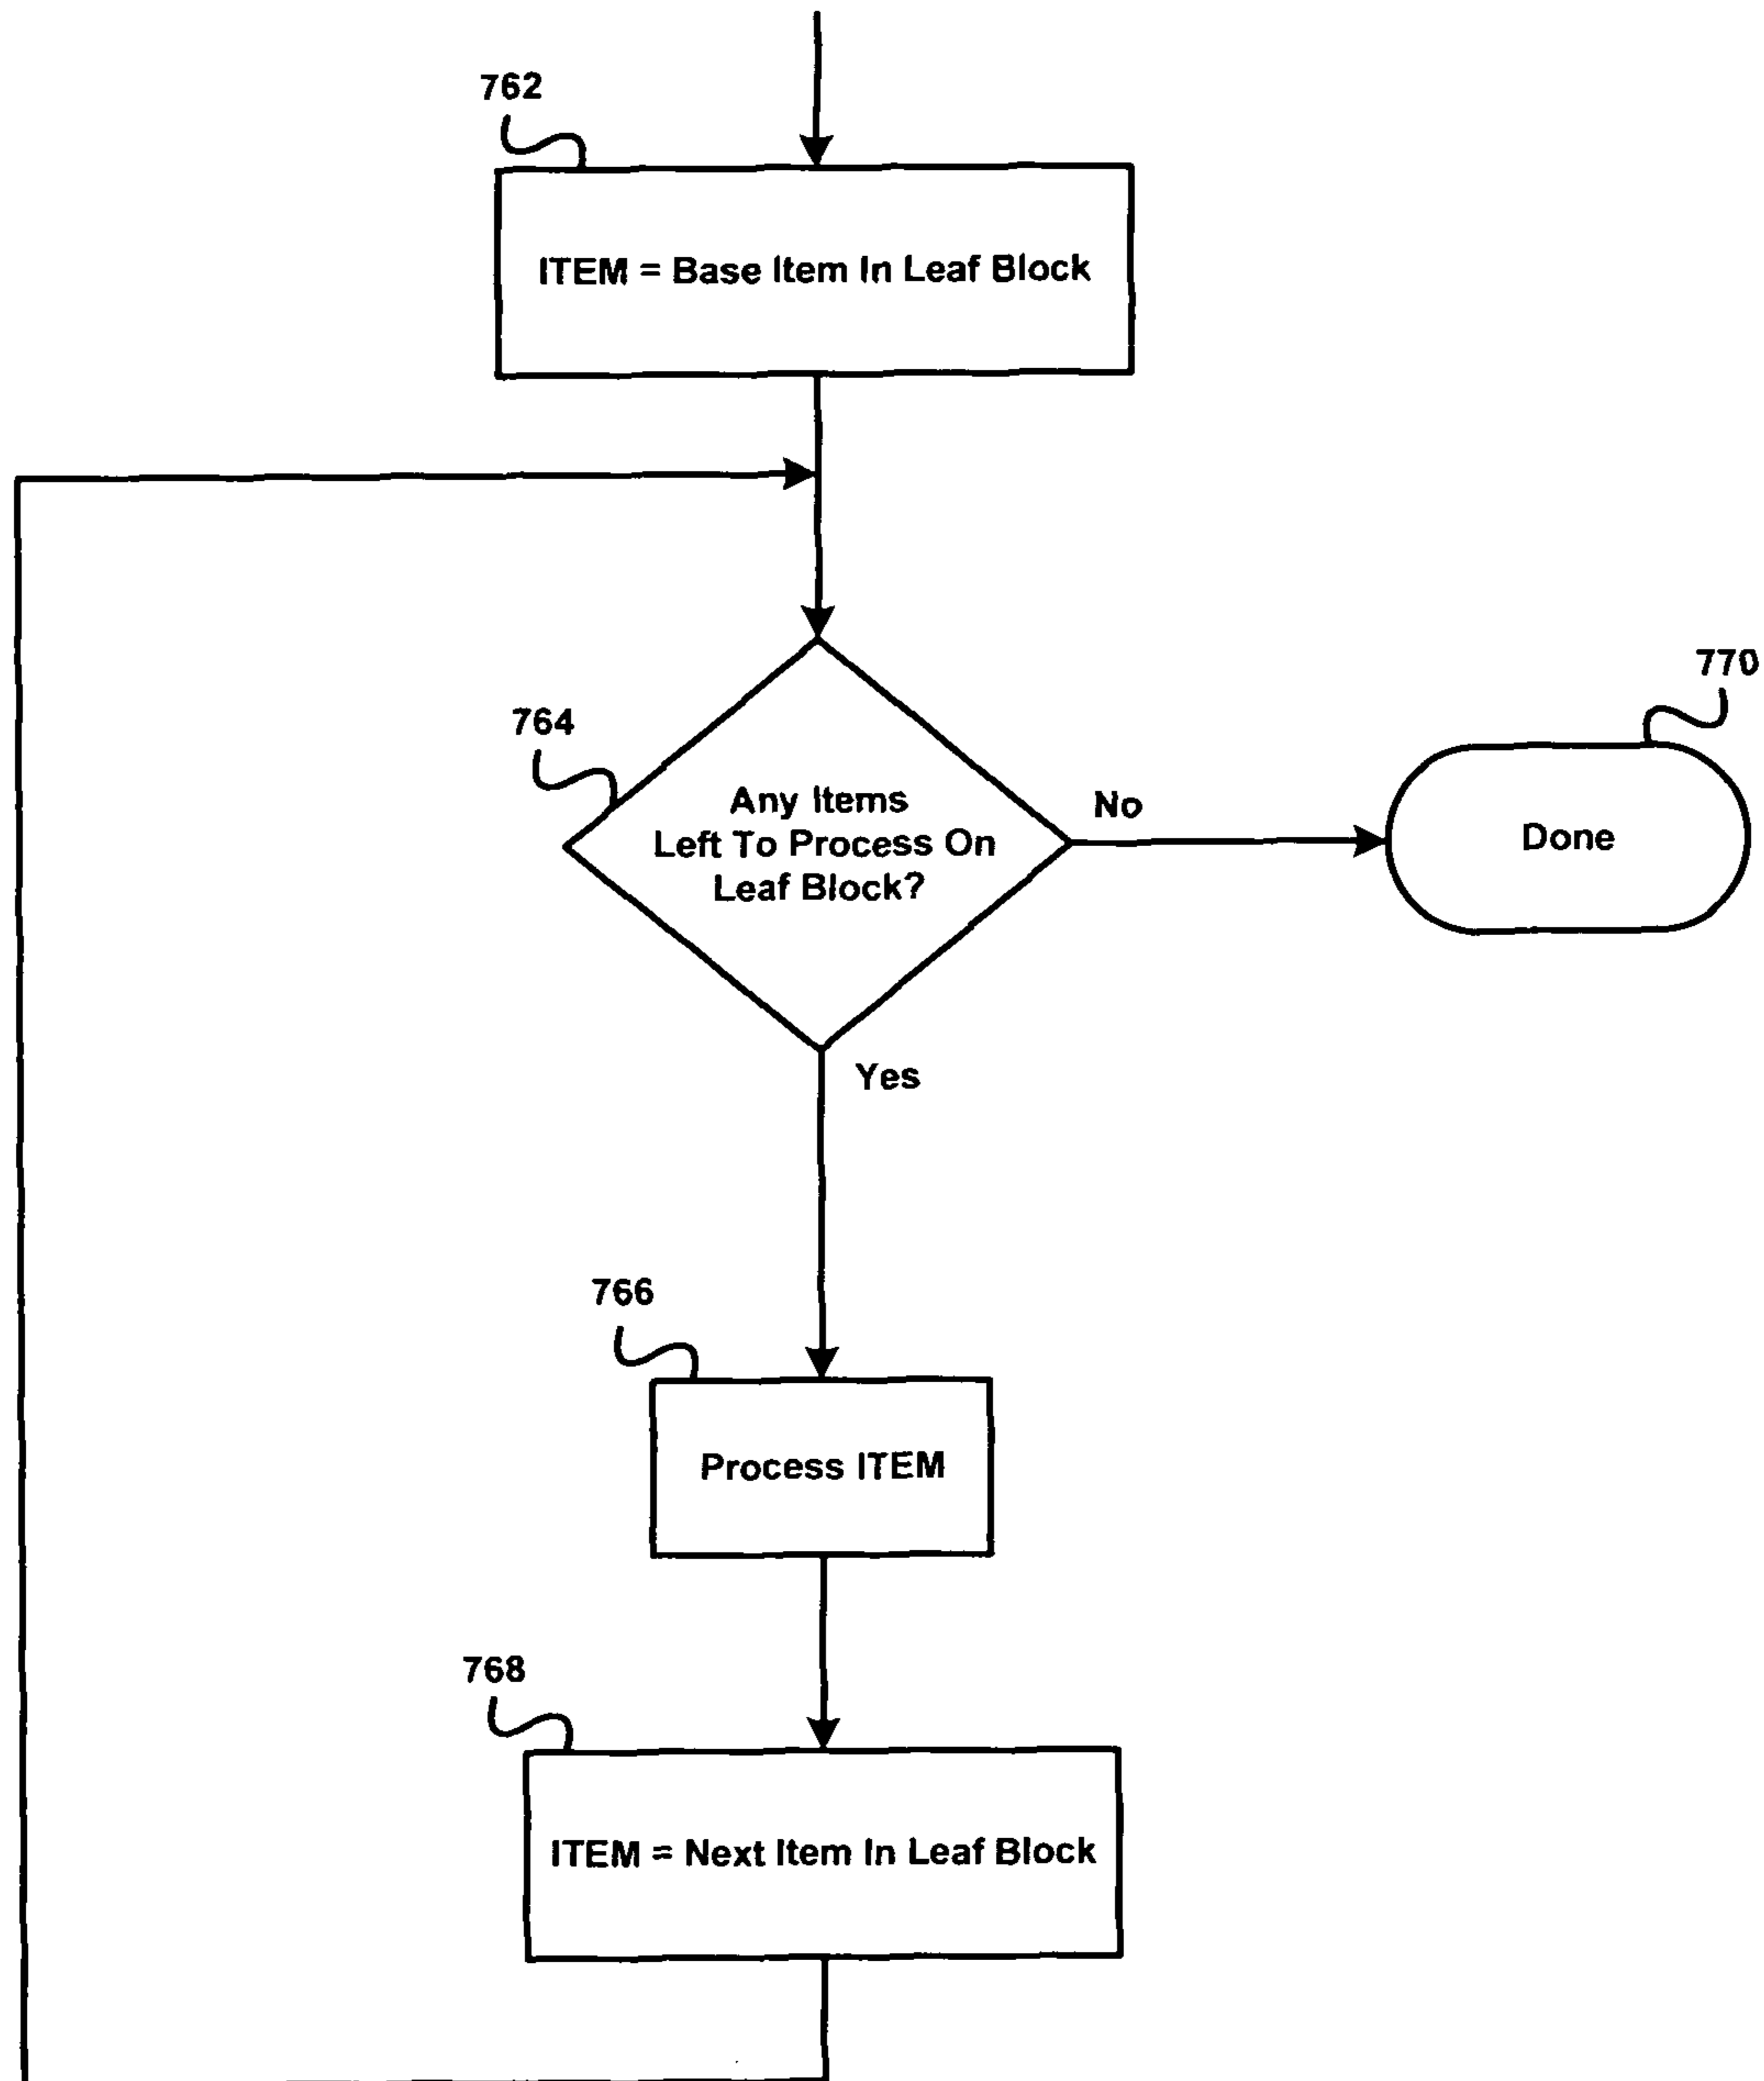 762
ITEM = Base Item In Leaf Block
770
764
Any Items
Left To Process On
Leaf Block?
No
Done
Yes
766
Process ITEM
768
ITEM = Next Item In Leaf Block